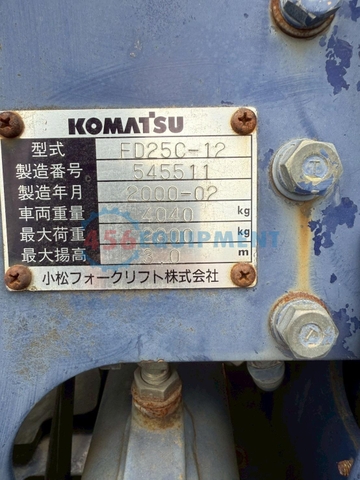 KOMATSU
型式 FD25C-12
製造番号 545511
製造年月 2000-02
車両重量 4040 kg
最大荷重 kg
最大揚高 m
小松フォークリフト株式会社
456EQUIPMENT